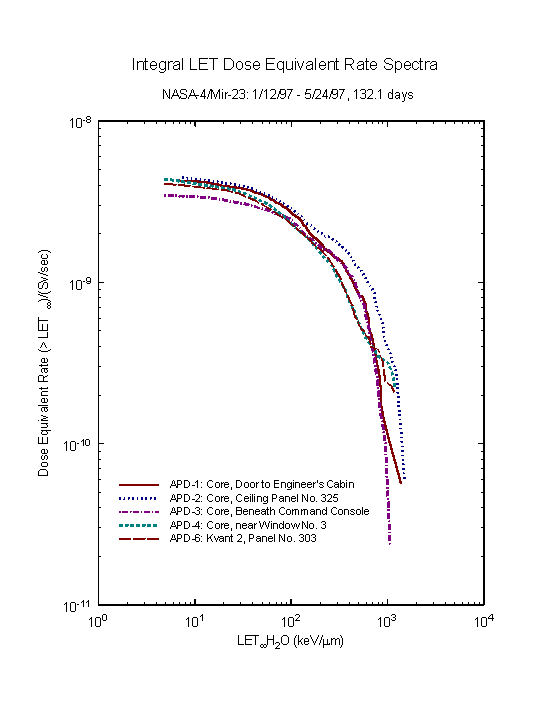 Integral LET Dose Equivalent Rate Spectra
NASA-4/Mir-23: 1/12/97 - 5/24/97, 132.1 days
Dose Equivalent Rate (> LET ∞)/(Sv/sec)
10⁻⁸
10⁻⁹
10⁻¹⁰
10⁻¹¹
APD-1: Core, Door to Engineer's Cabin
APD-2: Core, Ceiling Panel No. 325
APD-3: Core, Beneath Command Console
APD-4: Core, near Window No. 3
APD-6: Kvant 2, Panel No. 303
10⁰ 10¹ 10² 10³ 10⁴
LET∞H₂O (keV/μm)